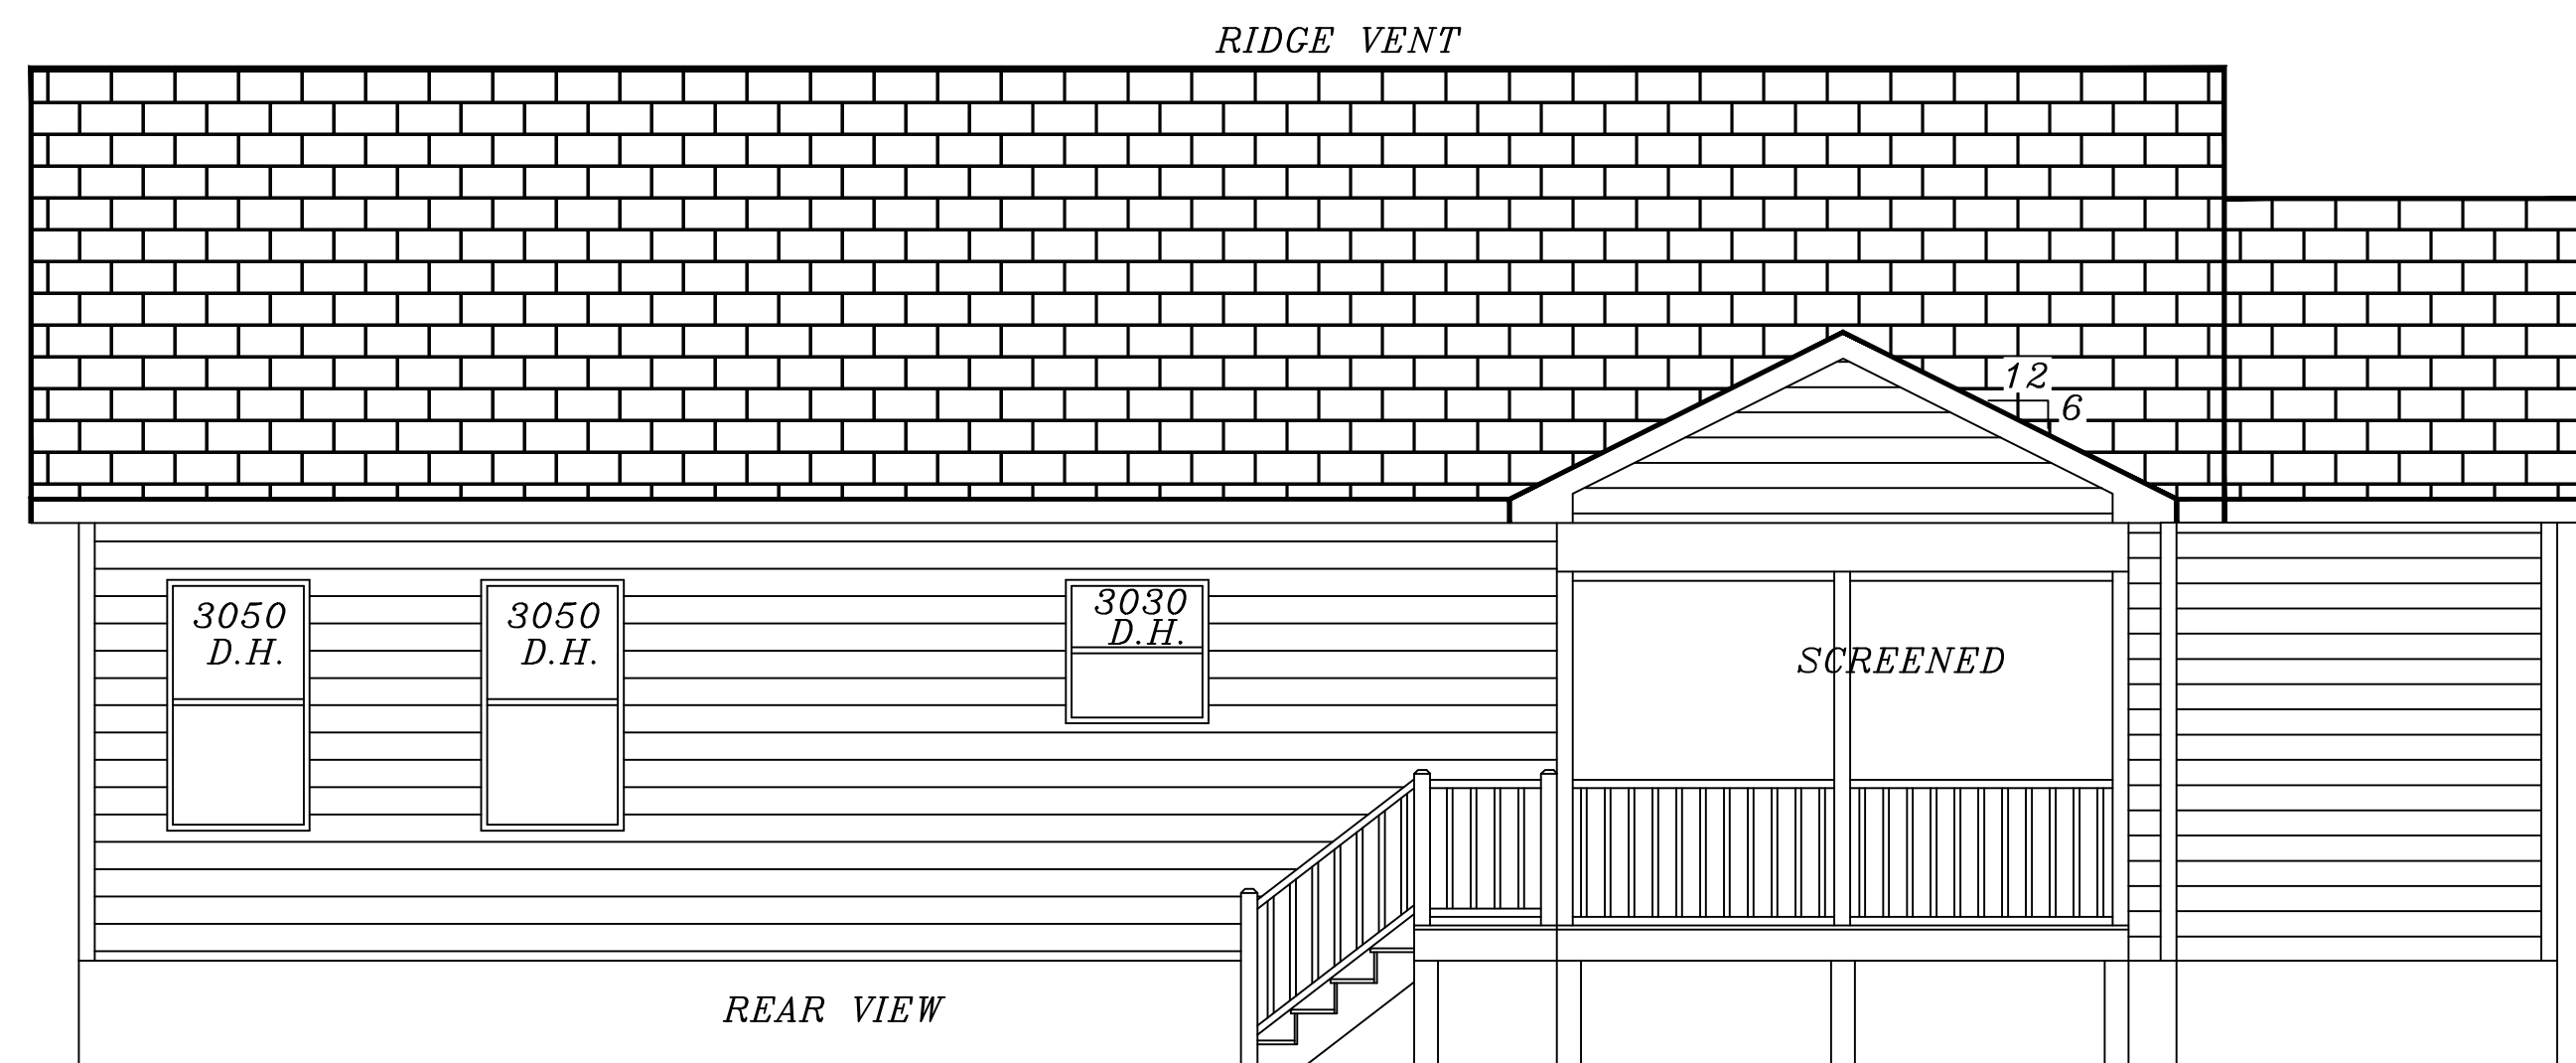 RIDGE VENT
12
6
3050
D.H.
3050
D.H.
3030
D.H.
SCREENED
REAR VIEW